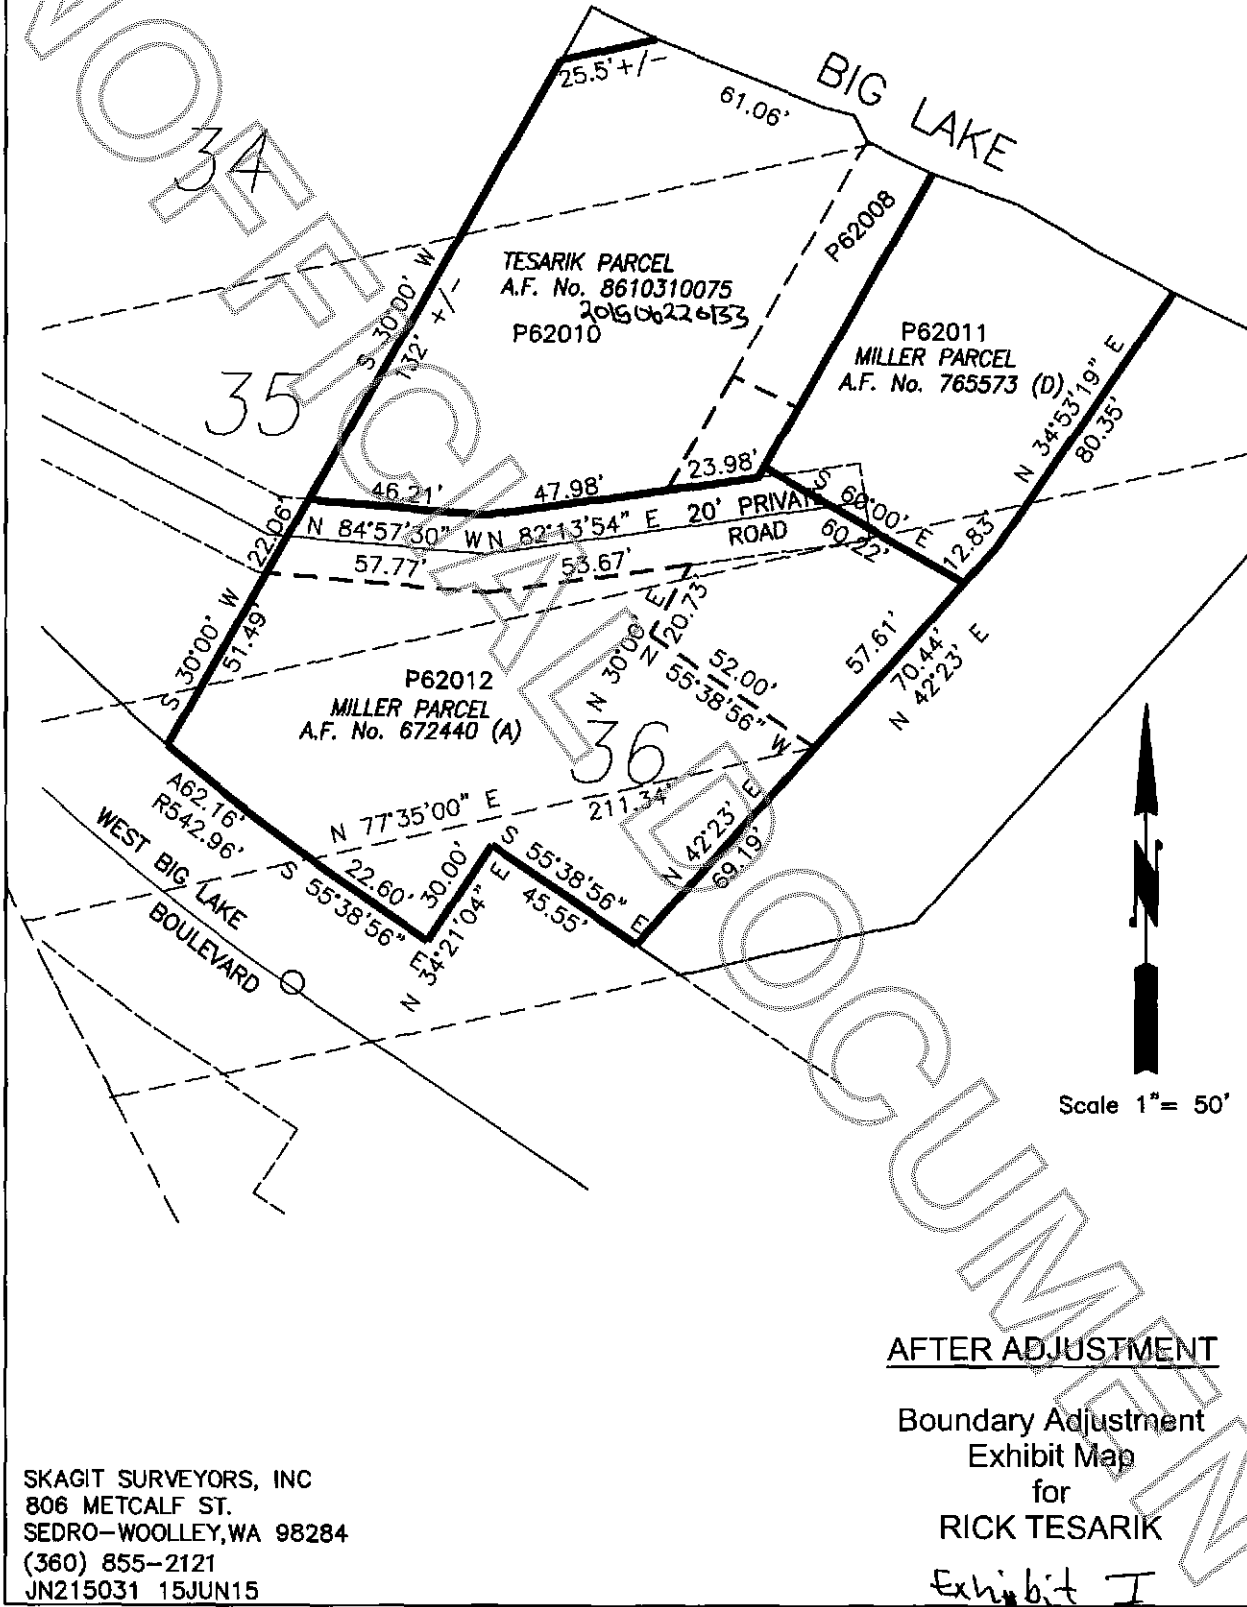 UNOFFICIAL DOCUMENT
BIG LAKE
25.5'+/-
61.06'
34
P62008
TESARIK PARCEL
A.F. No. 8610310075
P62010
S 30°00' W
132' +/-
P62011
MILLER PARCEL
A.F. No. 765573 (D)
N 34°53'19" E
80.35'
35
46.21'
47.98'
23.98'
N 84°57'30" W
N 82°13'54" E
20' PRIVATE
ROAD
S 60°00' E
60.22'
12.83'
22.06'
57.77'
53.67'
S 30°00' W
51.49'
N 30°00' E
20.73'
52.00'
N 55°38'56" W
57.61'
70.44'
N 42°23' E
P62012
MILLER PARCEL
A.F. No. 672440 (A)
36
A62.16'
R542.96'
N 77°35'00" E
211.34'
N 42°23' E
69.19'
WEST BIG LAKE
BOULEVARD
S 55°38'56" E
22.60'
30.00'
N 34°21'04" E
S 55°38'56" E
45.55'
N
Scale 1"= 50'
AFTER ADJUSTMENT
Boundary Adjustment
Exhibit Map
for
RICK TESARIK
Exhibit I
SKAGIT SURVEYORS, INC
806 METCALF ST.
SEDRO-WOOLLEY,WA 98284
(360) 855-2121
JN215031 15JUN15